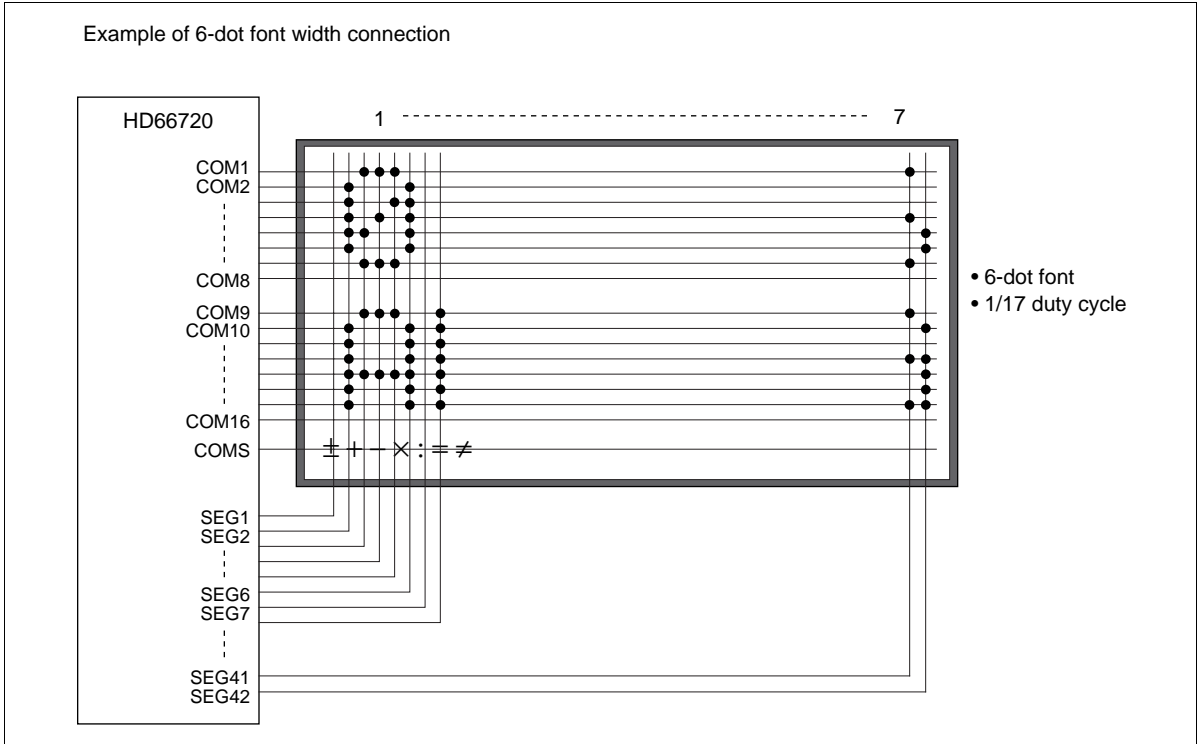 Example of 6-dot font width connection
HD66720
1 7
COM1
COM2
COM8
COM9
COM10
COM16
COMS
± + − × : = ≠
• 6-dot font
• 1/17 duty cycle
SEG1
SEG2
SEG6
SEG7
SEG41
SEG42